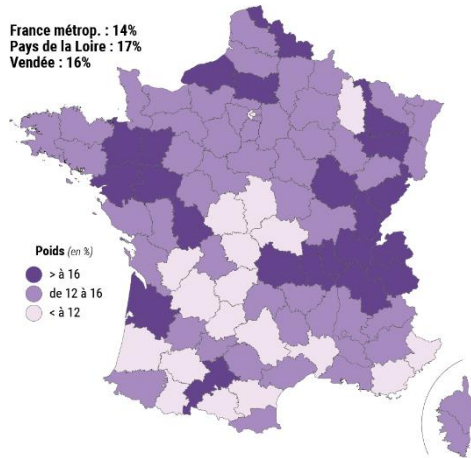 France métrop. : 14%
Pays de la Loire : 17%
Vendée : 16%
Poids (en %)
> à 16
de 12 à 16
< à 12